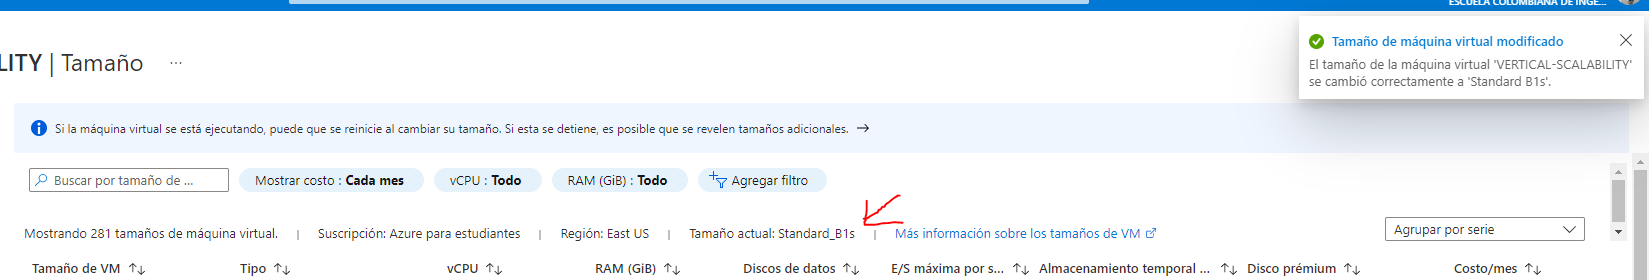 ESCUELA COLOMBIANA DE INGE...
LITY | Tamaño ...
Tamaño de máquina virtual modificado
El tamaño de la máquina virtual 'VERTICAL-SCALABILITY'
se cambió correctamente a 'Standard B1s'.
Si la máquina virtual se está ejecutando, puede que se reinicie al cambiar su tamaño. Si esta se detiene, es posible que se revelen tamaños adicionales. →
Buscar por tamaño de ... Mostrar costo : Cada mes vCPU : Todo RAM (GiB) : Todo Agregar filtro
Mostrando 281 tamaños de máquina virtual. | Suscripción: Azure para estudiantes | Región: East US | Tamaño actual: Standard_B1s | Más información sobre los tamaños de VM Agrupar por serie
Tamaño de VM ↑↓ Tipo ↑↓ vCPU ↑↓ RAM (GiB) ↑↓ Discos de datos ↑↓ E/S máxima por s... ↑↓ Almacenamiento temporal ... ↑↓ Disco prémium ↑↓ Costo/mes ↑↓